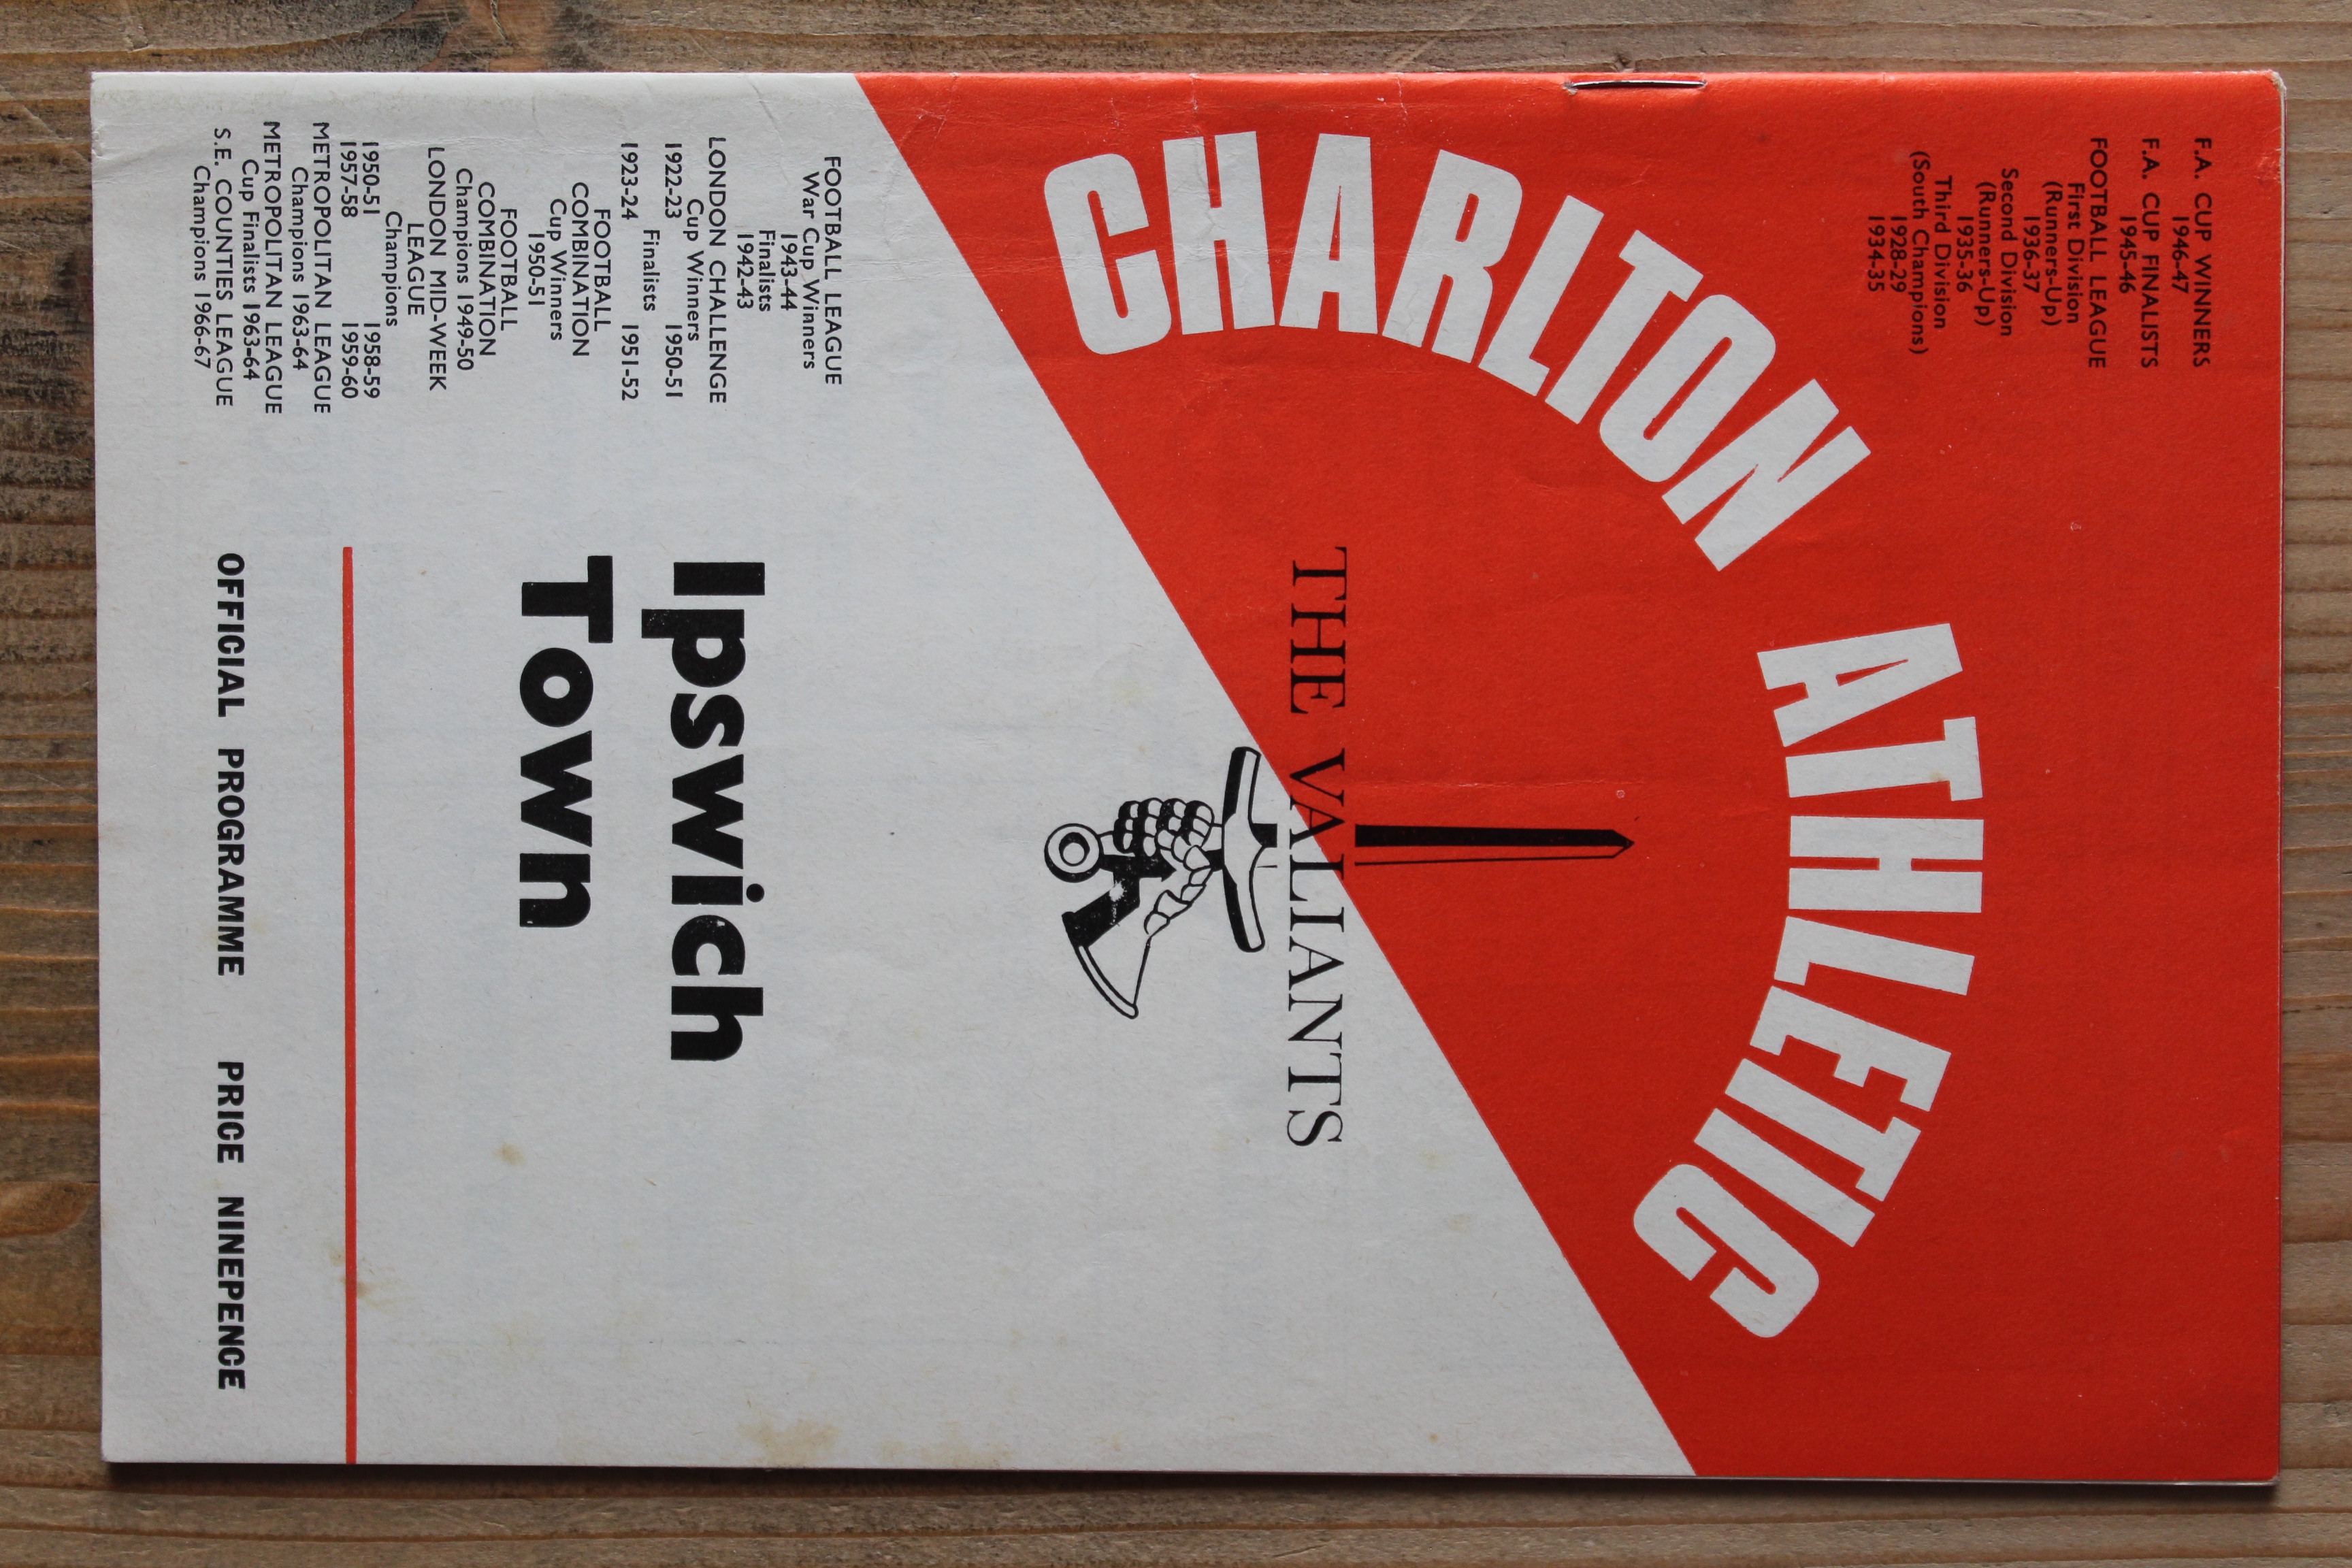 F.A. CUP WINNERS
1946-47
F.A. CUP FINALISTS
1945-46
FOOTBALL LEAGUE
First Division
(Runners-Up)
1936-37
Second Division
(Runners-Up)
1935-36
Third Division
(South Champions)
1928-29
1934-35
CHARLTON ATHLETIC
THE VALIANTS
FOOTBALL LEAGUE
War Cup Winners
1943-44
Finalists
1942-43
LONDON CHALLENGE
Cup Winners
1922-23 1950-51
Finalists
1923-24 1951-52
FOOTBALL
COMBINATION
Cup Winners
1950-51
FOOTBALL
COMBINATION
Champions 1949-50
LONDON MID-WEEK
LEAGUE
Champions
1950-51 1958-59
1957-58 1959-60
METROPOLITAN LEAGUE
Champions 1963-64
METROPOLITAN LEAGUE
Cup Finalists 1963-64
S.E. COUNTIES LEAGUE
Champions 1966-67
Ipswich
Town
OFFICIAL PROGRAMME PRICE NINEPENCE